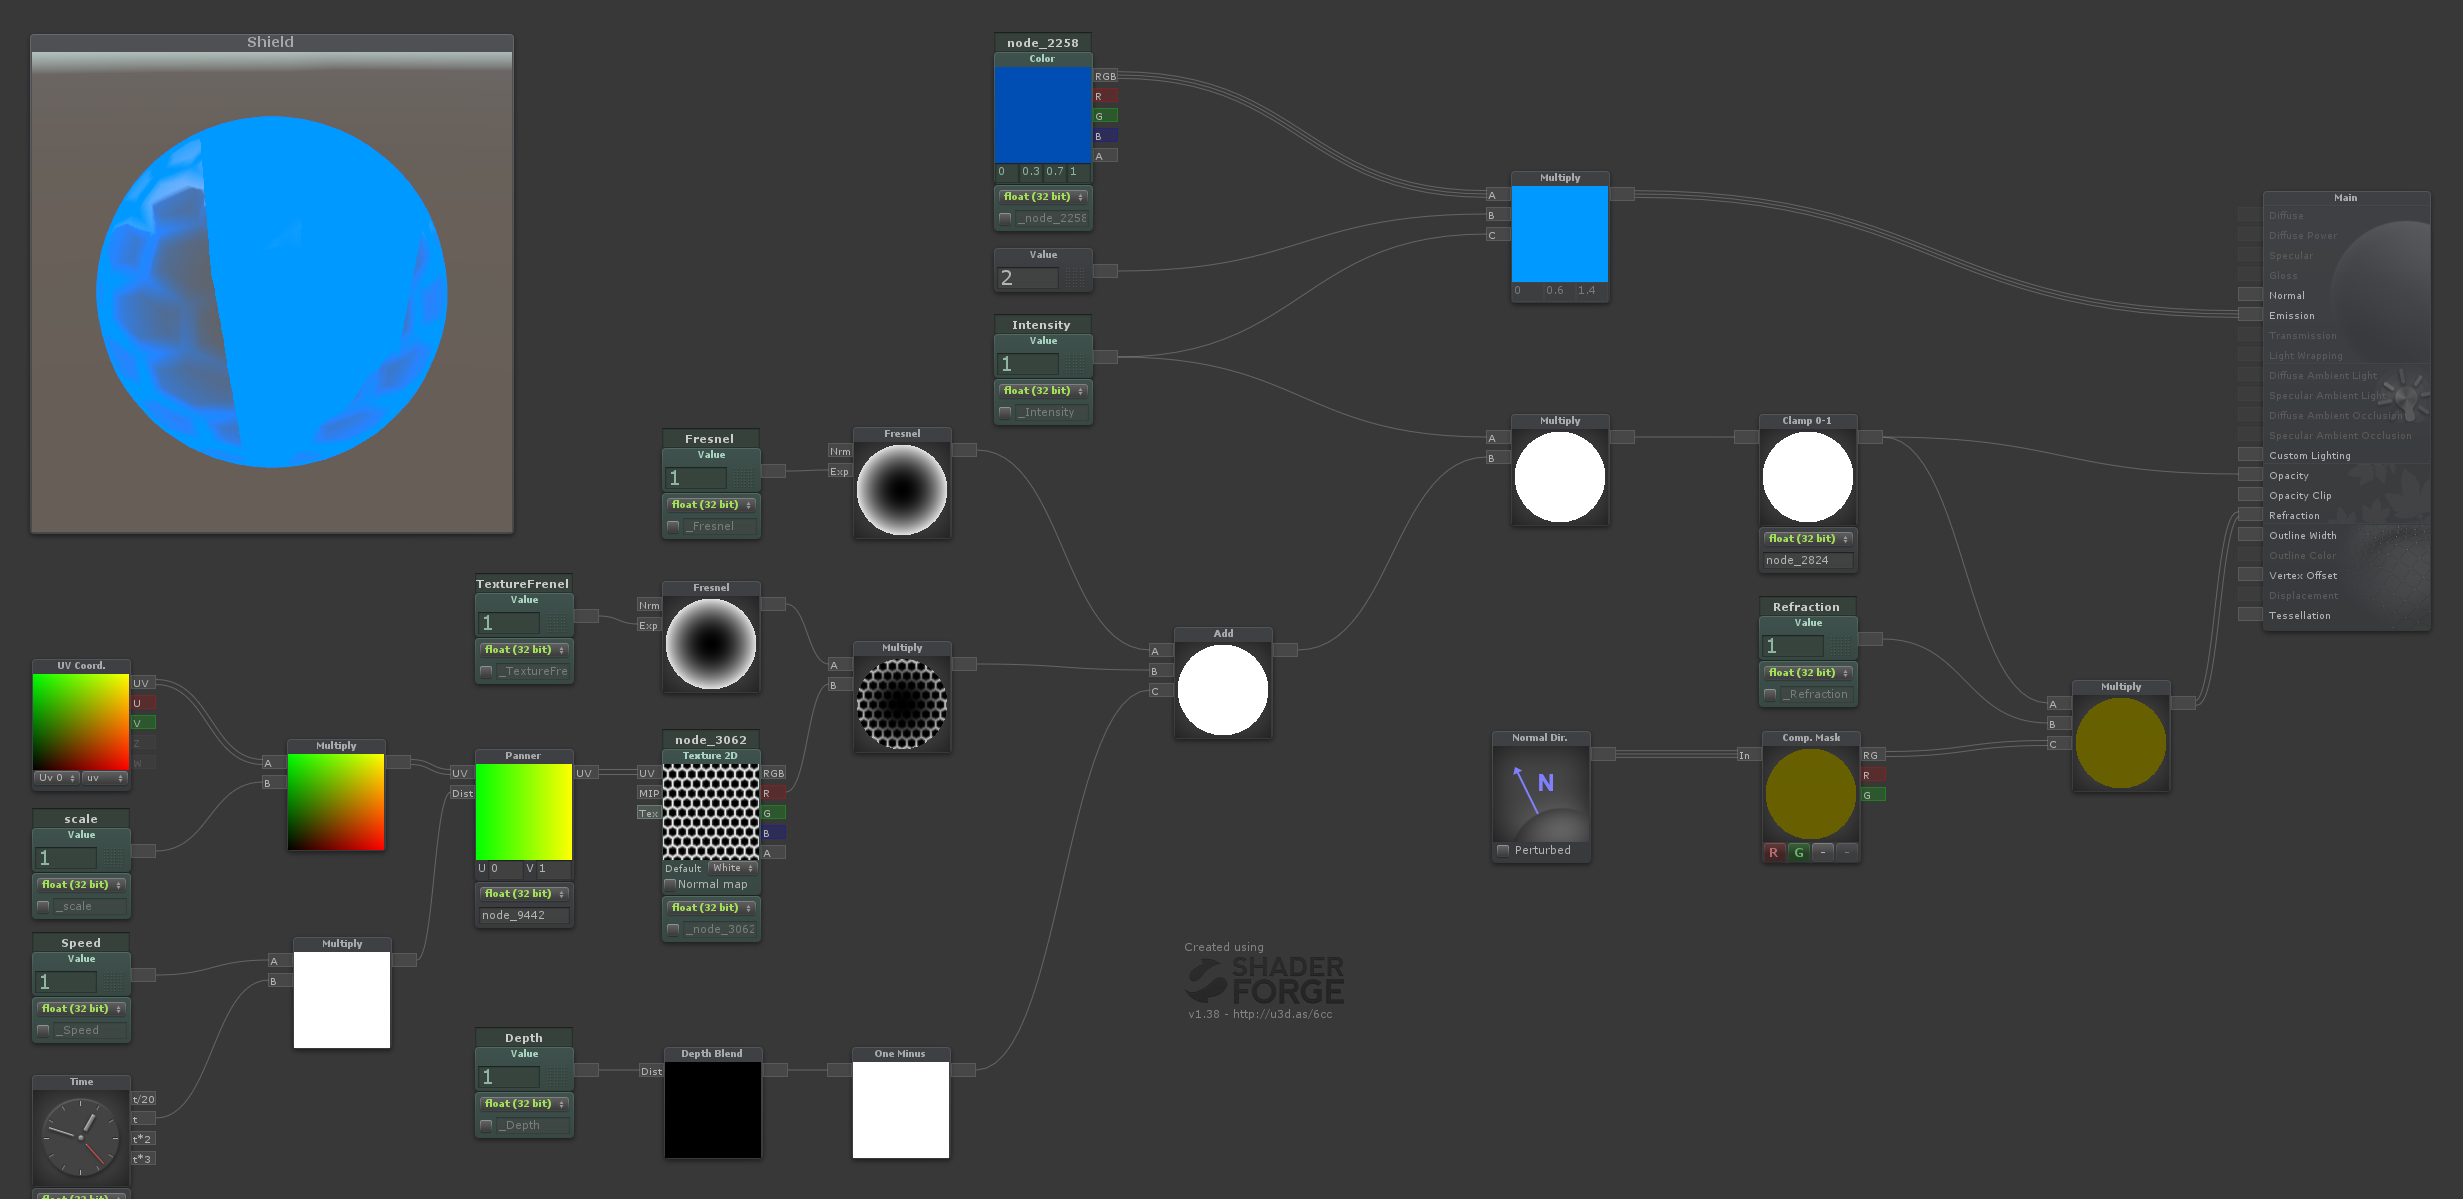 Shield
node_2258
Color
RGB
R
G
B
A
0 0.3 0.7 1
float (32 bit)
_node_2258
Value
2
Intensity
Value
1
float (32 bit)
_Intensity
Multiply
A
B
C
0 0.6 1.4
Main
Diffuse
Diffuse Power
Specular
Gloss
Normal
Emission
Transmission
Light Wrapping
Diffuse Ambient Light
Specular Ambient Light
Diffuse Ambient Occlusion
Specular Ambient Occlusion
Custom Lighting
Opacity
Opacity Clip
Refraction
Outline Width
Outline Color
Vertex Offset
Displacement
Tessellation
Fresnel
Value
1
float (32 bit)
_Fresnel
Fresnel
Nrm
Exp
Multiply
A
B
Clamp 0-1
float (32 bit)
node_2824
TextureFrenel
Value
1
float (32 bit)
_TextureFre
Fresnel
Nrm
Exp
Multiply
A
B
Add
A
B
C
Refraction
Value
1
float (32 bit)
_Refraction
UV Coord.
UV
U
V
Z
W
Uv 0 uv
Multiply
A
B
Panner
UV
Dist
UV
U 0 V 1
float (32 bit)
node_9442
node_3062
Texture 2D
UV
MIP
Tex
RGB
R
G
B
A
Default White
Normal map
float (32 bit)
_node_3062
Normal Dir.
N
Perturbed
Comp. Mask
In
RG
R
G
R G - -
Multiply
A
B
C
scale
Value
1
float (32 bit)
_scale
Speed
Value
1
float (32 bit)
_Speed
Multiply
A
B
Time
t/20
t
t*2
t*3
float (32 bit)
Depth
Value
1
float (32 bit)
_Depth
Depth Blend
Dist
One Minus
Created using
SHADER
FORGE
v1.38 - http://u3d.as/6cc